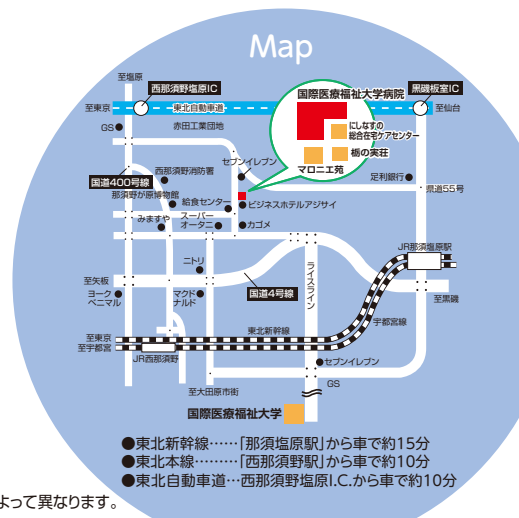 Map
至塩原
西那須野塩原IC
国際医療福祉大学病院
黒磯板室IC
至東京
東北自動車道
至仙台
GS
赤田工業団地
にしなすの
総合在宅ケアセンター
栃の実荘
マロニエ苑
西那須野消防署
セブンイレブン
足利銀行
県道55号
国道400号線
那須野が原博物館
給食センター
ビジネスホテルアジサイ
みますや
スーパー
オータニ
カゴメ
JR那須塩原駅
ニトリ
ライスライン
至矢板
ヨーク
ベニマル
マクド
ナルド
国道4号線
至黒磯
宇都宮線
至東京
至宇都宮
東北新幹線
JR西那須野
セブンイレブン
至大田原市街
GS
国際医療福祉大学
●東北新幹線……「那須塩原駅」から車で約15分
●東北本線………「西那須野駅」から車で約10分
●東北自動車道…西那須野塩原I.C.から車で約10分
よって異なります。